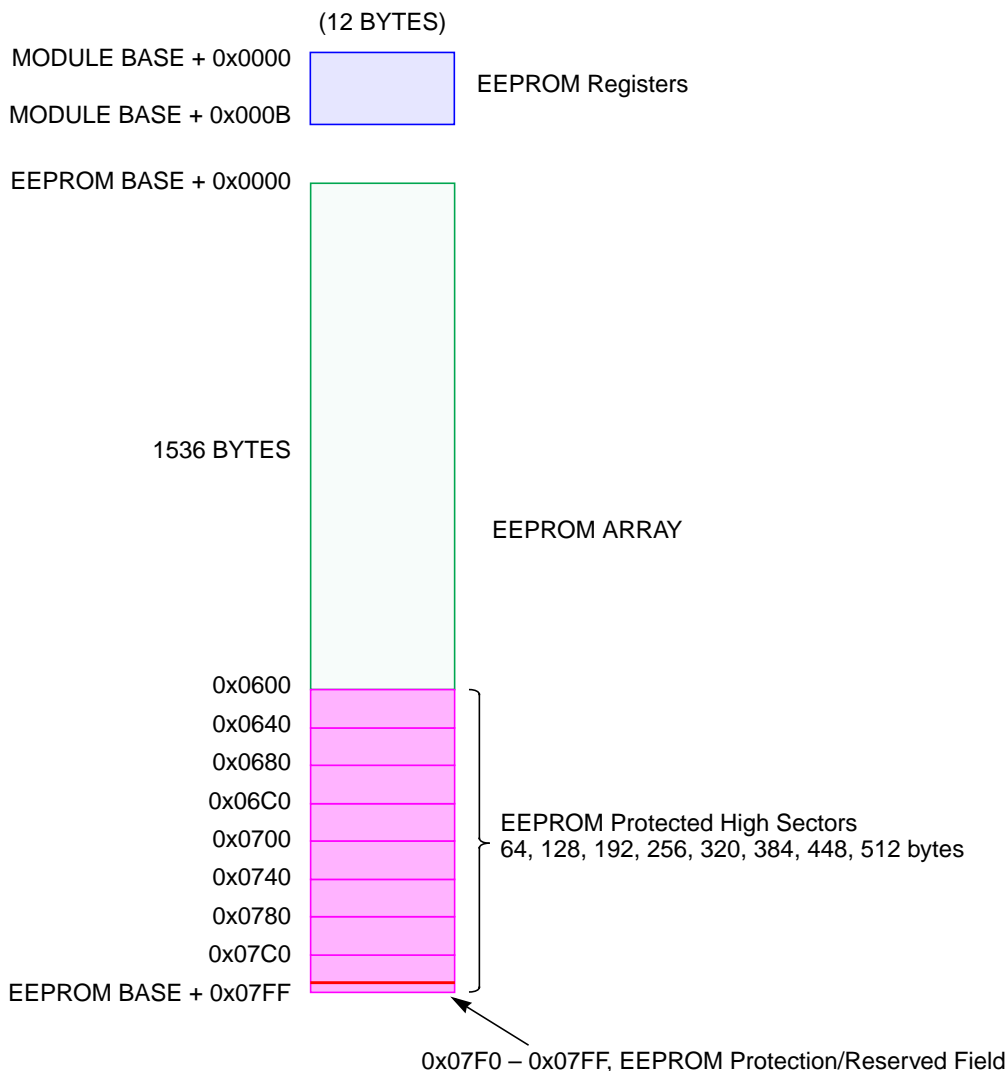 (12 BYTES)
MODULE BASE + 0x0000
EEPROM Registers
MODULE BASE + 0x000B
EEPROM BASE + 0x0000
1536 BYTES
EEPROM ARRAY
0x0600
0x0640
0x0680
0x06C0
0x0700
0x0740
0x0780
0x07C0
EEPROM BASE + 0x07FF
EEPROM Protected High Sectors
64, 128, 192, 256, 320, 384, 448, 512 bytes
0x07F0 – 0x07FF, EEPROM Protection/Reserved Field